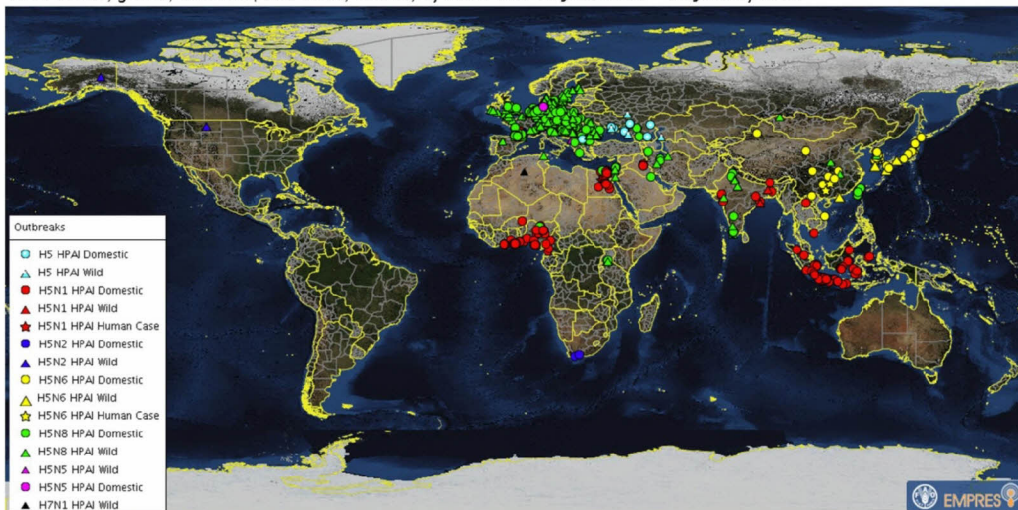 Outbreaks
H5 HPAI Domestic
H5 HPAI Wild
H5N1 HPAI Domestic
H5N1 HPAI Wild
H5N1 HPAI Human Case
H5N2 HPAI Domestic
H5N2 HPAI Wild
H5N6 HPAI Domestic
H5N6 HPAI Wild
H5N6 HPAI Human Case
H5N8 HPAI Domestic
H5N8 HPAI Wild
H5N5 HPAI Wild
H5N5 HPAI Domestic
H7N1 HPAI Wild
EMPRES